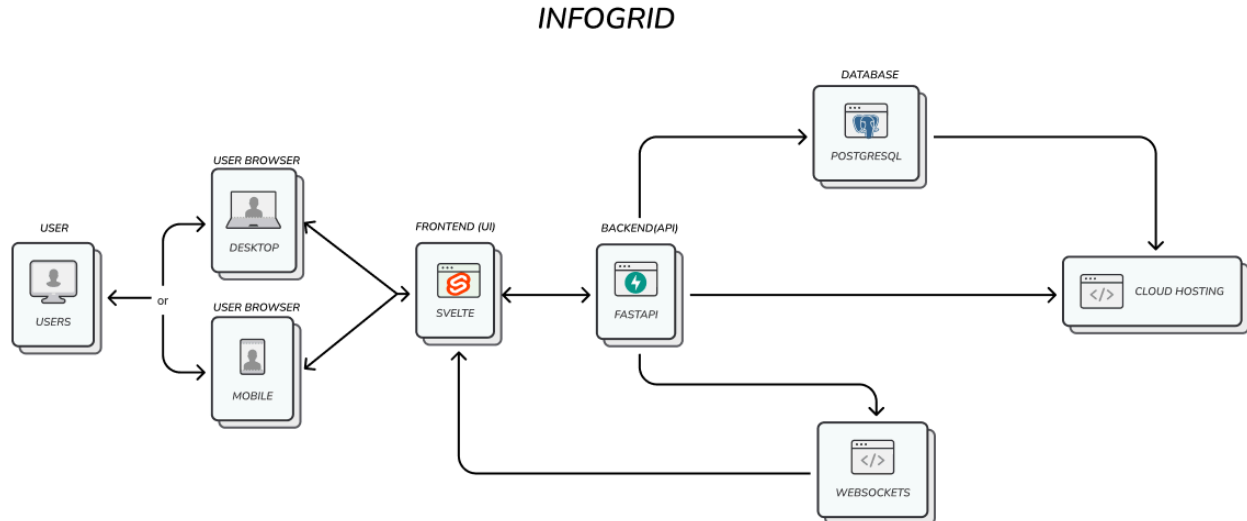 INFOGRID
USER
USERS
or
USER BROWSER
DESKTOP
USER BROWSER
MOBILE
FRONTEND (UI)
SVELTE
BACKEND(API)
FASTAPI
DATABASE
POSTGRESQL
</> CLOUD HOSTING
</>
WEBSOCKETS